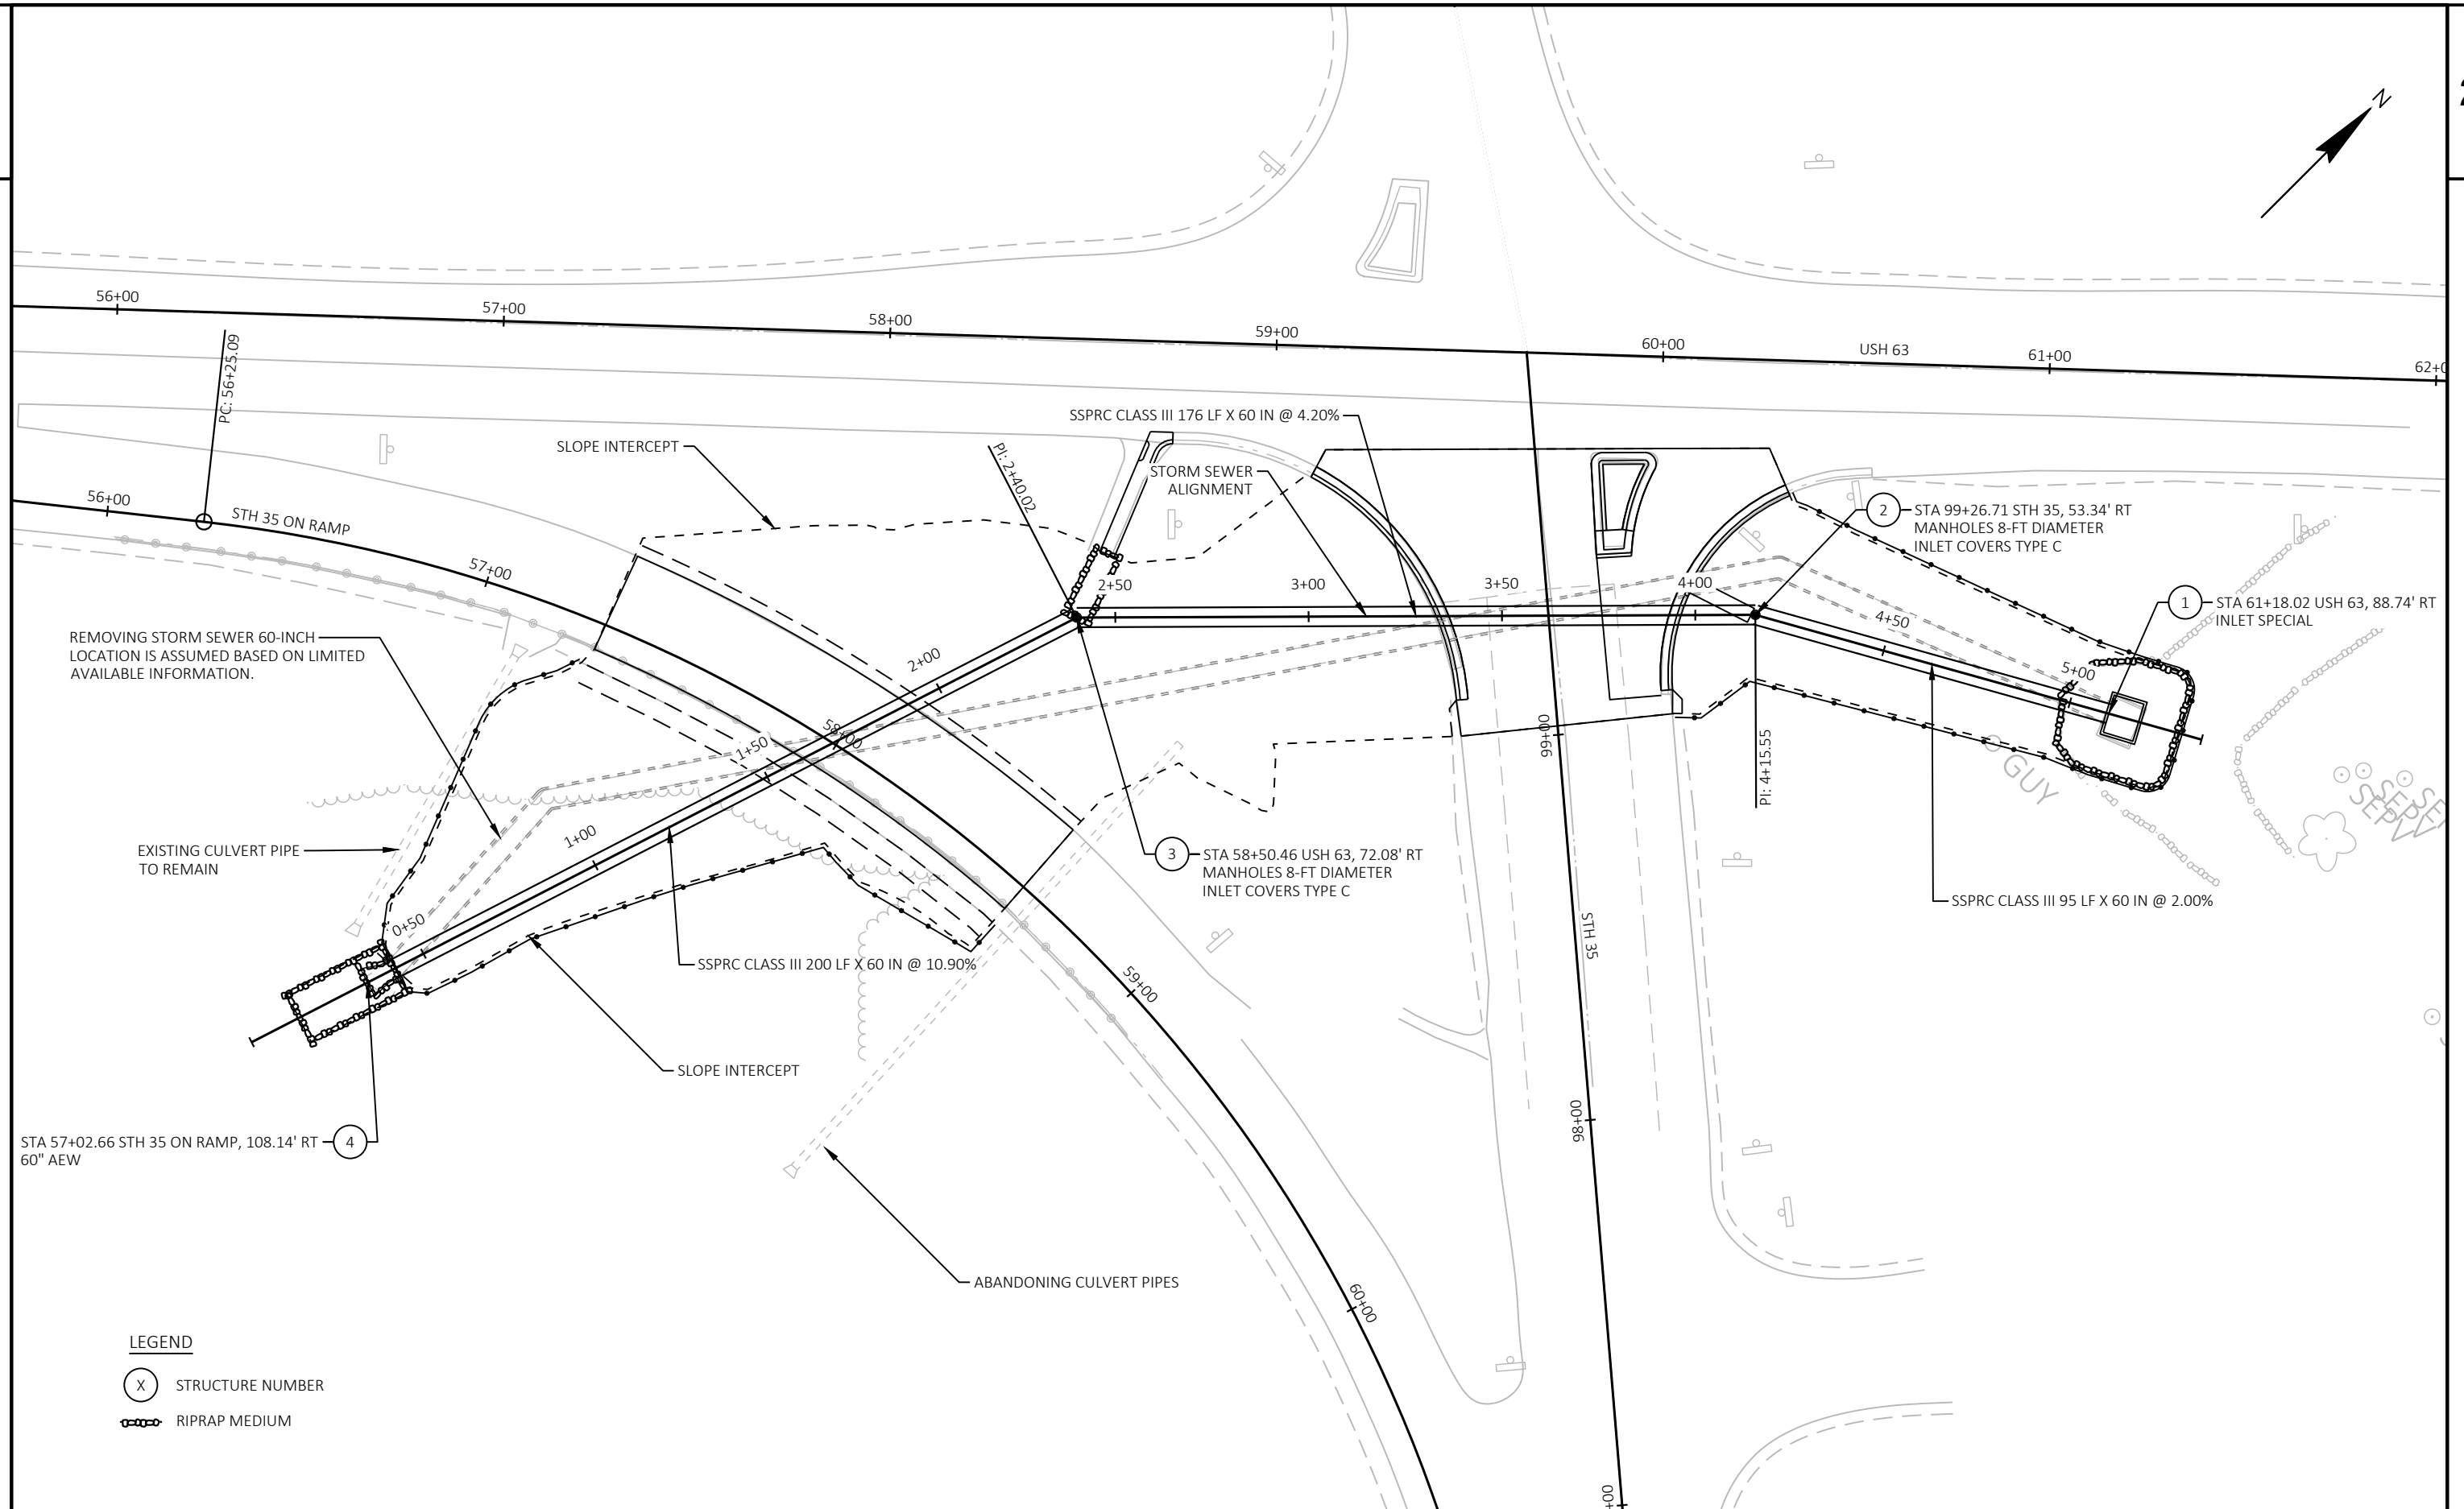 N
56+00
57+00
58+00
59+00
60+00
USH 63
61+00
PC: 56+25.09
SSPRC CLASS III 176 LF X 60 IN @ 4.20%
SLOPE INTERCEPT
PI: 2+40.02
STORM SEWER
ALIGNMENT
56+00
STH 35 ON RAMP
57+00
2
STA 99+26.71 STH 35, 53.34' RT
MANHOLES 8-FT DIAMETER
INLET COVERS TYPE C
2+50
3+00
3+50
4+00
4+50
1
STA 61+18.02 USH 63, 88.74' RT
INLET SPECIAL
REMOVING STORM SEWER 60-INCH
LOCATION IS ASSUMED BASED ON LIMITED
AVAILABLE INFORMATION.
2+00
5+00
58+00
1+50
99+00
PI: 4+15.55
GUY
SEPV
SEPV
1+00
EXISTING CULVERT PIPE
TO REMAIN
3
STA 58+50.46 USH 63, 72.08' RT
MANHOLES 8-FT DIAMETER
INLET COVERS TYPE C
SSPRC CLASS III 95 LF X 60 IN @ 2.00%
0+50
STH 35
SSPRC CLASS III 200 LF X 60 IN @ 10.90%
59+00
SLOPE INTERCEPT
98+00
STA 57+02.66 STH 35 ON RAMP, 108.14' RT
60" AEW
4
ABANDONING CULVERT PIPES
60+00
LEGEND
X
STRUCTURE NUMBER
RIPRAP MEDIUM